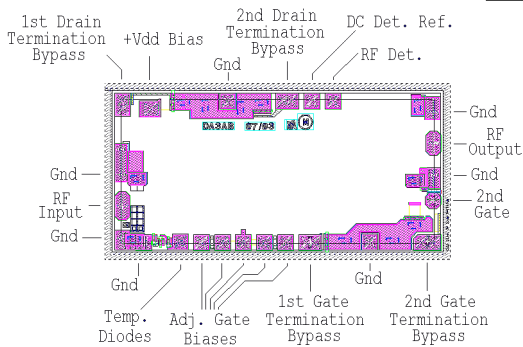 1st Drain
Termination
Bypass
+Vdd Bias
Gnd
2nd Drain
Termination
Bypass
DC Det. Ref.
RF Det.
Gnd
RF
Output
Gnd
2nd
Gate
Gnd
RF
Input
Gnd
Gnd
Temp.
Diodes
Adj. Gate
Biases
1st Gate
Termination
Bypass
Gnd
2nd Gate
Termination
Bypass